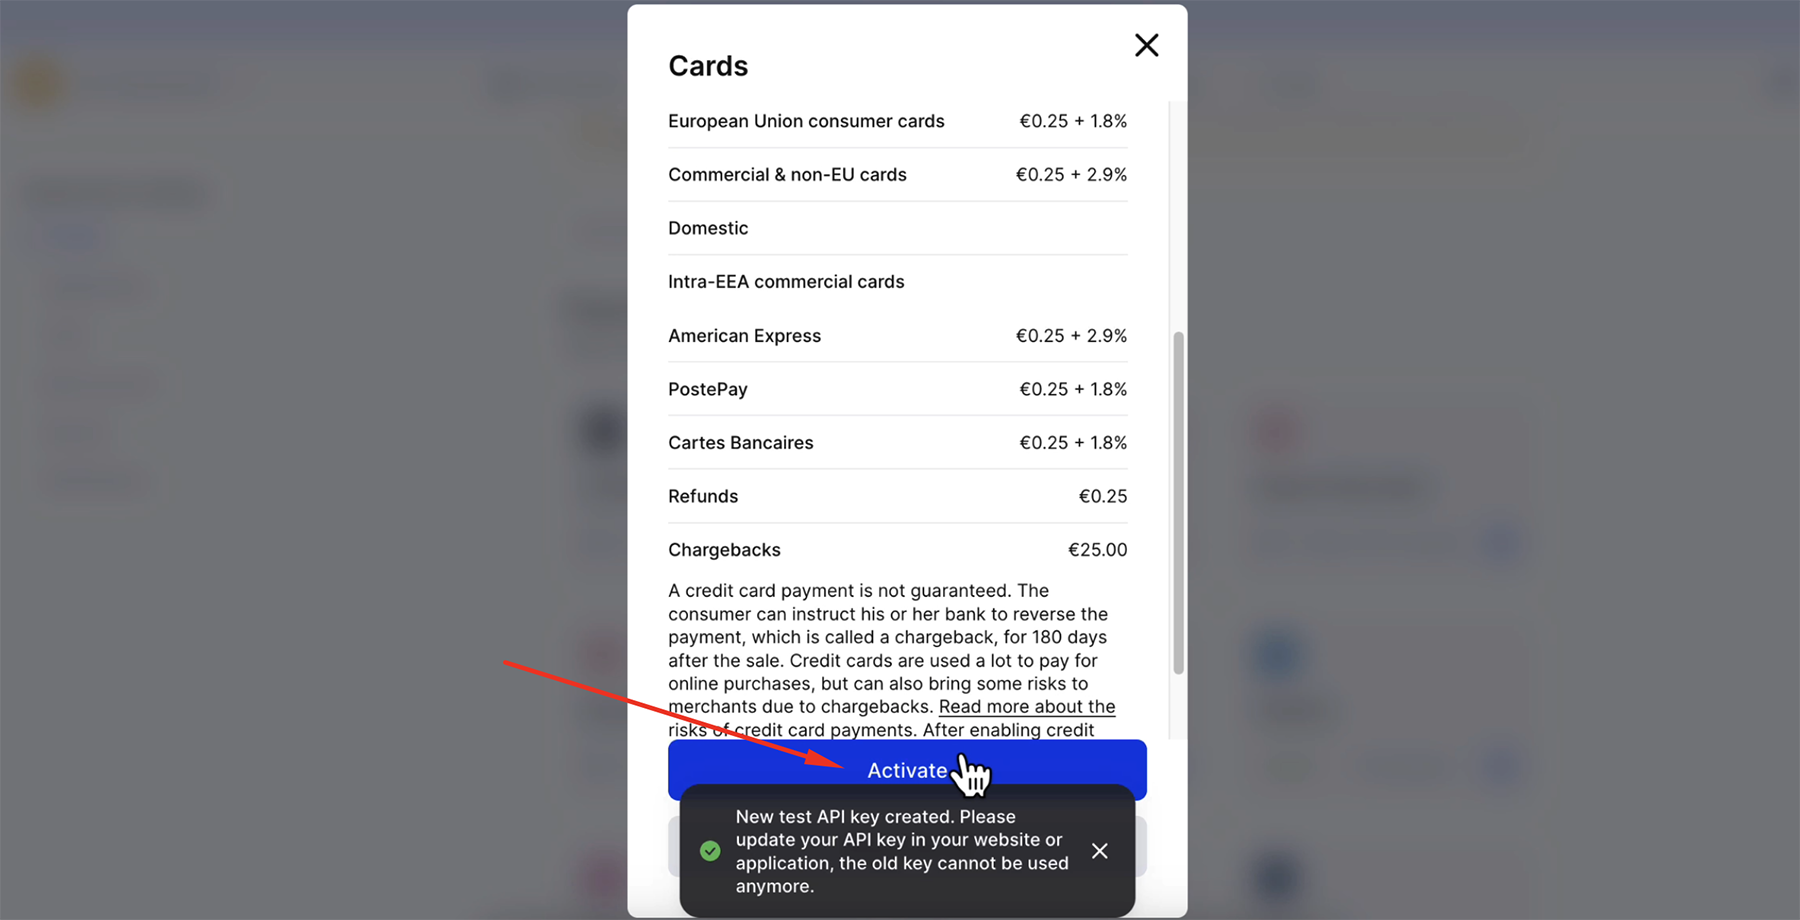 Cards
European Union consumer cards €0.25 + 1.8%
Commercial & non-EU cards €0.25 + 2.9%
Domestic
Intra-EEA commercial cards
American Express €0.25 + 2.9%
PostePay €0.25 + 1.8%
Cartes Bancaires €0.25 + 1.8%
Refunds €0.25
Chargebacks €25.00
A credit card payment is not guaranteed. The
consumer can instruct his or her bank to reverse the
payment, which is called a chargeback, for 180 days
after the sale. Credit cards are used a lot to pay for
online purchases, but can also bring some risks to
merchants due to chargebacks. Read more about the
risks of credit card payments. After enabling credit
Activate
New test API key created. Please
update your API key in your website or
application, the old key cannot be used
anymore.